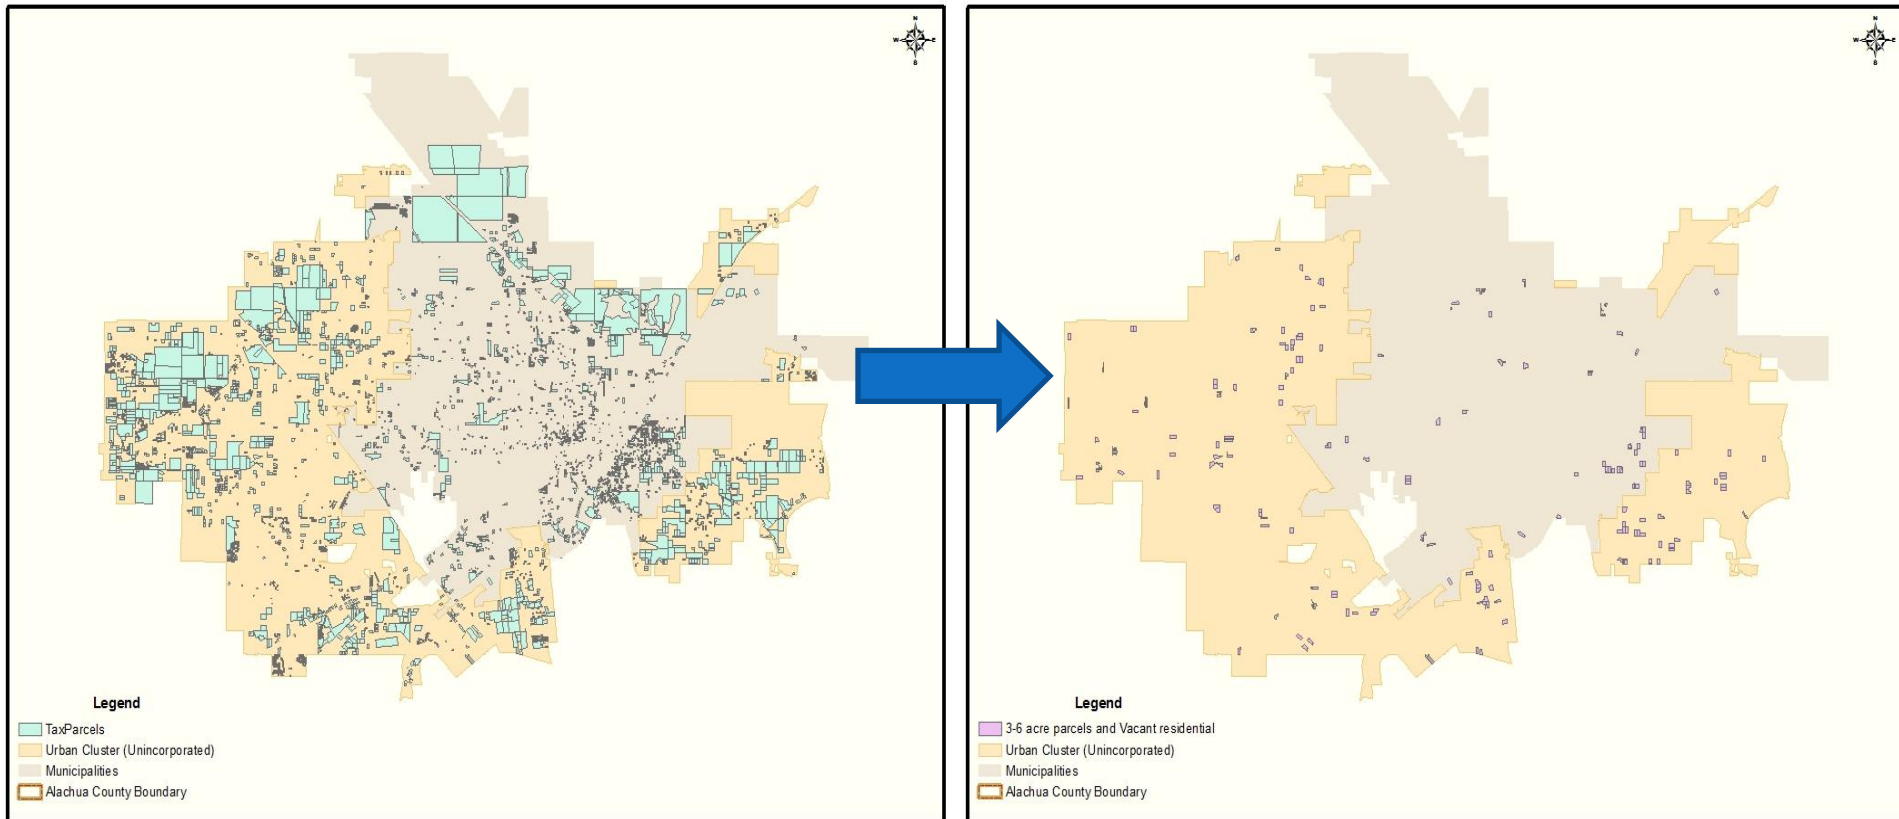 N
W E
S
Legend
TaxParcels
Urban Cluster (Unincorporated)
Municipalities
Alachua County Boundary
N
W E
S
Legend
3-6 acre parcels and Vacant residential
Urban Cluster (Unincorporated)
Municipalities
Alachua County Boundary